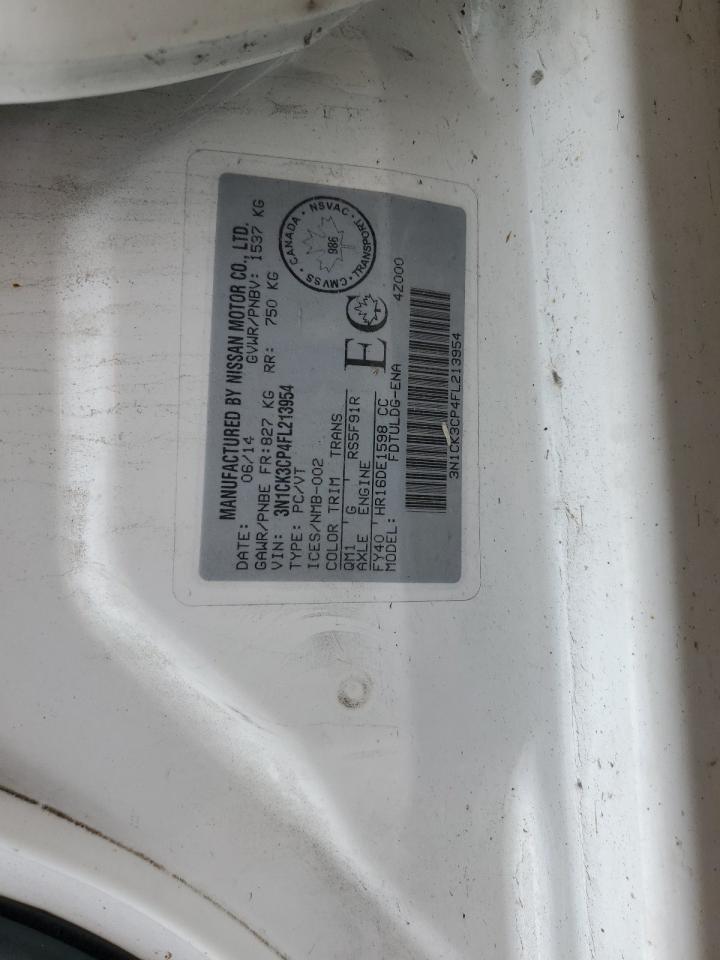 MANUFACTURED BY NISSAN MOTOR CO., LTD.
DATE: 06/14 GVWR/PNBV: 1537 KG
GAWR/PNBE FR:827 KG RR: 750 KG
VIN: 3N1CK3CP4FL213954
TYPE: PC/VT
ICES/NMB-002
COLOR TRIM TRANS
QM1 ' G ' RS5F91R
AXLE ENGINE
FY40 ' HR16DE1598 CC
MODEL: FDTULDG-ENA
CANADA • NSVAC • TRANSPORT • CMVSS •
986
EC
4Z000
3N1CK3CP4FL213954